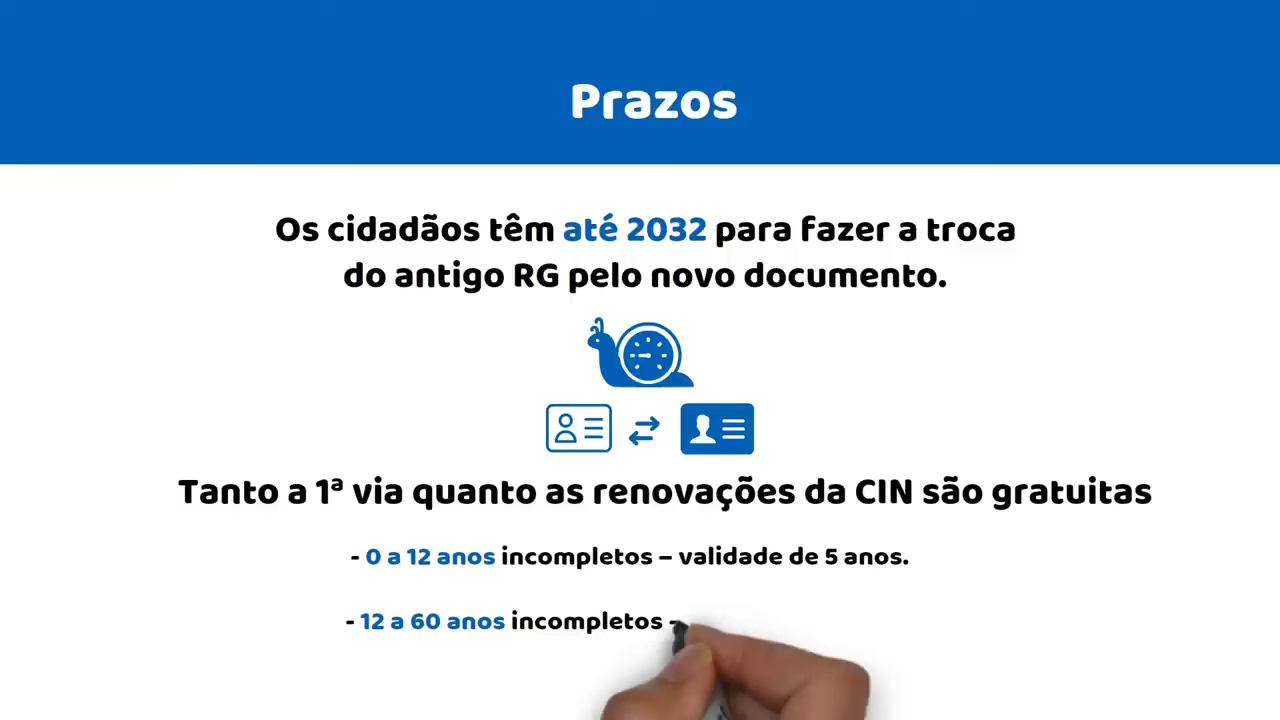 Prazos
Os cidadãos têm até 2032 para fazer a troca
do antigo RG pelo novo documento.
Tanto a 1ª via quanto as renovações da CIN são gratuitas
- 0 a 12 anos incompletos – validade de 5 anos.
- 12 a 60 anos incompletos -